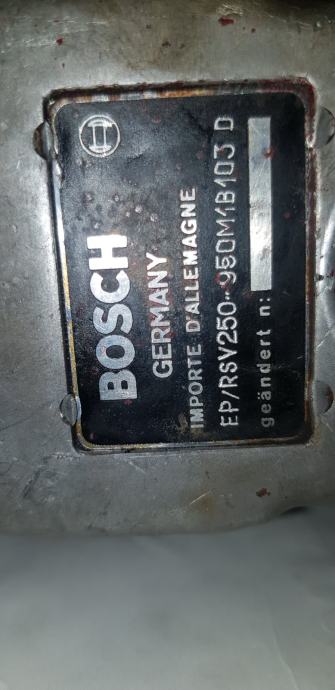 BOSCH
GERMANY
IMPORTE D'ALLEMAGNE
EP/RSV250-950M1B103 D
geändert n: